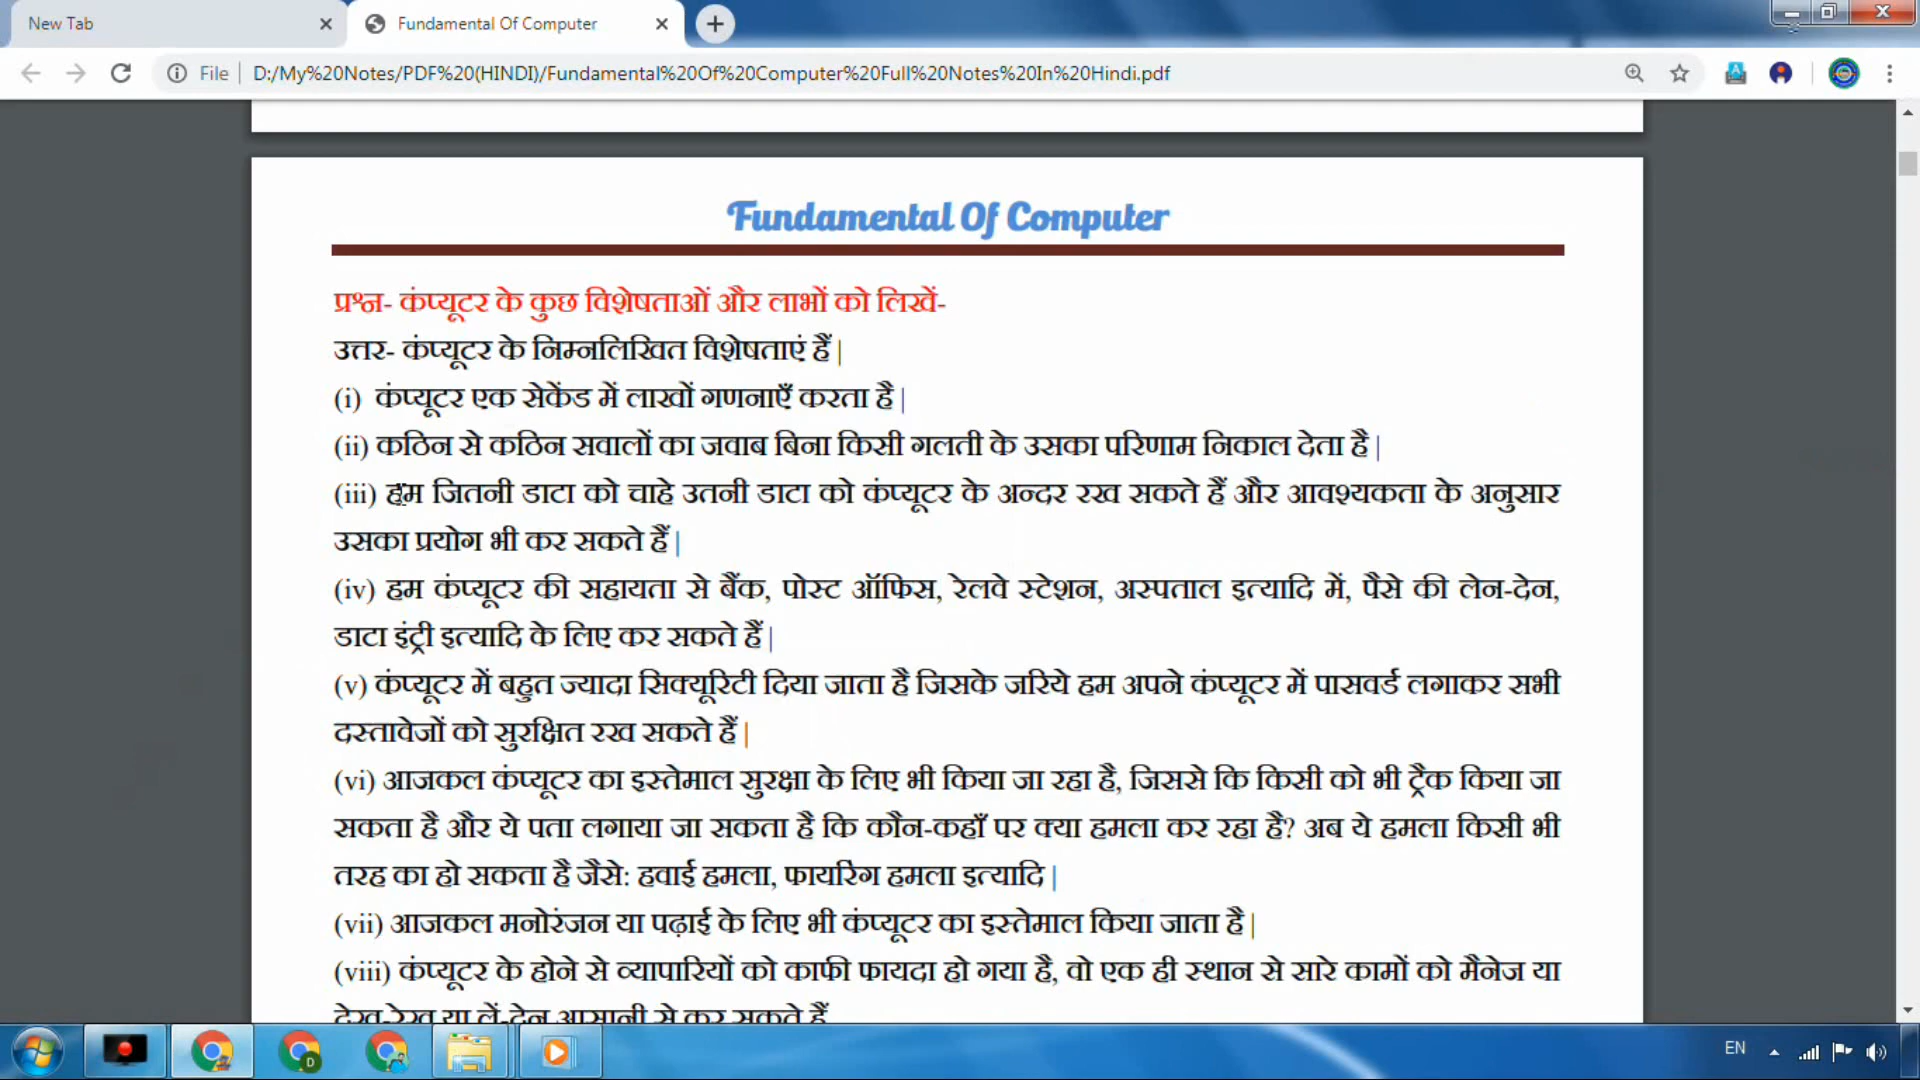 New Tab
Fundamental Of Computer
File
D:/My%20Notes/PDF%20(HINDI)/Fundamental%20Of%20Computer%20Full%20Notes%20In%20Hindi.pdf
Fundamental Of Computer
प्रश्न- कंप्यूटर के कुछ विशेषताओं और लाभों को लिखें-
उत्तर- कंप्यूटर के निम्नलिखित विशेषताएं हैं|
(i) कंप्यूटर एक सेकेंड में लाखों गणनाएँ करता है|
(ii) कठिन से कठिन सवालों का जवाब बिना किसी गलती के उसका परिणाम निकाल देता है|
(iii) हम जितनी डाटा को चाहे उतनी डाटा को कंप्यूटर के अन्दर रख सकते हैं और आवश्यकता के अनुसार
उसका प्रयोग भी कर सकते हैं|
(iv) हम कंप्यूटर की सहायता से बैंक, पोस्ट ऑफिस, रेलवे स्टेशन, अस्पताल इत्यादि में, पैसे की लेन-देन,
डाटा इंट्री इत्यादि के लिए कर सकते हैं|
(v) कंप्यूटर में बहुत ज्यादा सिक्यूरिटी दिया जाता है जिसके जरिये हम अपने कंप्यूटर में पासवर्ड लगाकर सभी
दस्तावेजों को सुरक्षित रख सकते हैं|
(vi) आजकल कंप्यूटर का इस्तेमाल सुरक्षा के लिए भी किया जा रहा है, जिससे कि किसी को भी ट्रैक किया जा
सकता है और ये पता लगाया जा सकता है कि कौन-कहाँ पर क्या हमला कर रहा है? अब ये हमला किसी भी
तरह का हो सकता है जैसे: हवाई हमला, फायरिंग हमला इत्यादि|
(vii) आजकल मनोरंजन या पढ़ाई के लिए भी कंप्यूटर का इस्तेमाल किया जाता है|
(viii) कंप्यूटर के होने से व्यापारियों को काफी फायदा हो गया है, वो एक ही स्थान से सारे कामों को मैनेज या
देख-रेख या लें-देन आसानी से कर सकते हैं
EN